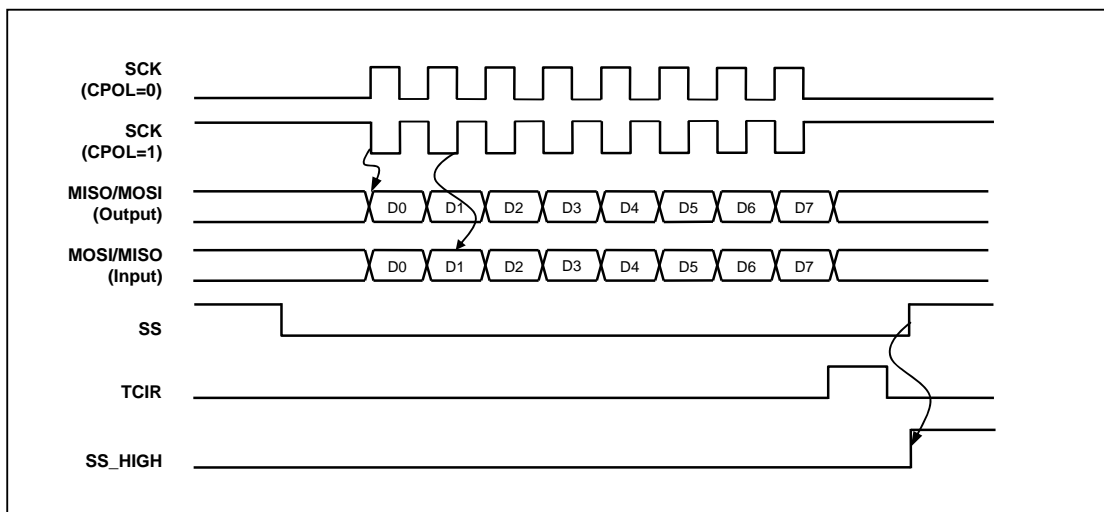 SCK
(CPOL=0)
SCK
(CPOL=1)
MISO/MOSI
(Output)
D0 D1 D2 D3 D4 D5 D6 D7
MOSI/MISO
(Input)
D0 D1 D2 D3 D4 D5 D6 D7
SS
TCIR
SS_HIGH